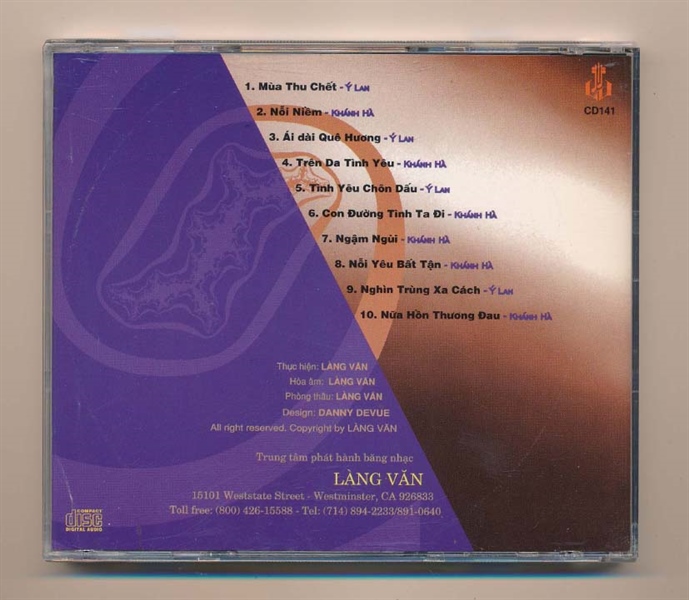 1. Mùa Thu Chết - Ý LAN
CD141
2. Nỗi Niềm - KHÁNH HÀ
3. Ái dài Quê Hương - Ý LAN
4. Trên Da Tình Yêu - KHÁNH HÀ
5. Tình Yêu Chôn Dấu - Ý LAN
6. Con Đường Tình Ta Đi - KHÁNH HÀ
7. Ngậm Ngùi - KHÁNH HÀ
8. Nỗi Yêu Bất Tận - KHÁNH HÀ
9. Nghìn Trùng Xa Cách - Ý LAN
10. Nữa Hồn Thương Đau - KHÁNH HÀ
Thực hiện: LÀNG VĂN
Hòa âm: LÀNG VĂN
Phòng thâu: LÀNG VĂN
Design: DANNY DEVUE
All right reserved. Copyright by LÀNG VĂN
Trung tâm phát hành băng nhạc
LÀNG VĂN
15101 Weststate Street - Westminster, CA 926833
Toll free: (800) 426-15588 - Tel: (714) 894-2233/891-0640
COMPACT
disc
DIGITAL AUDIO